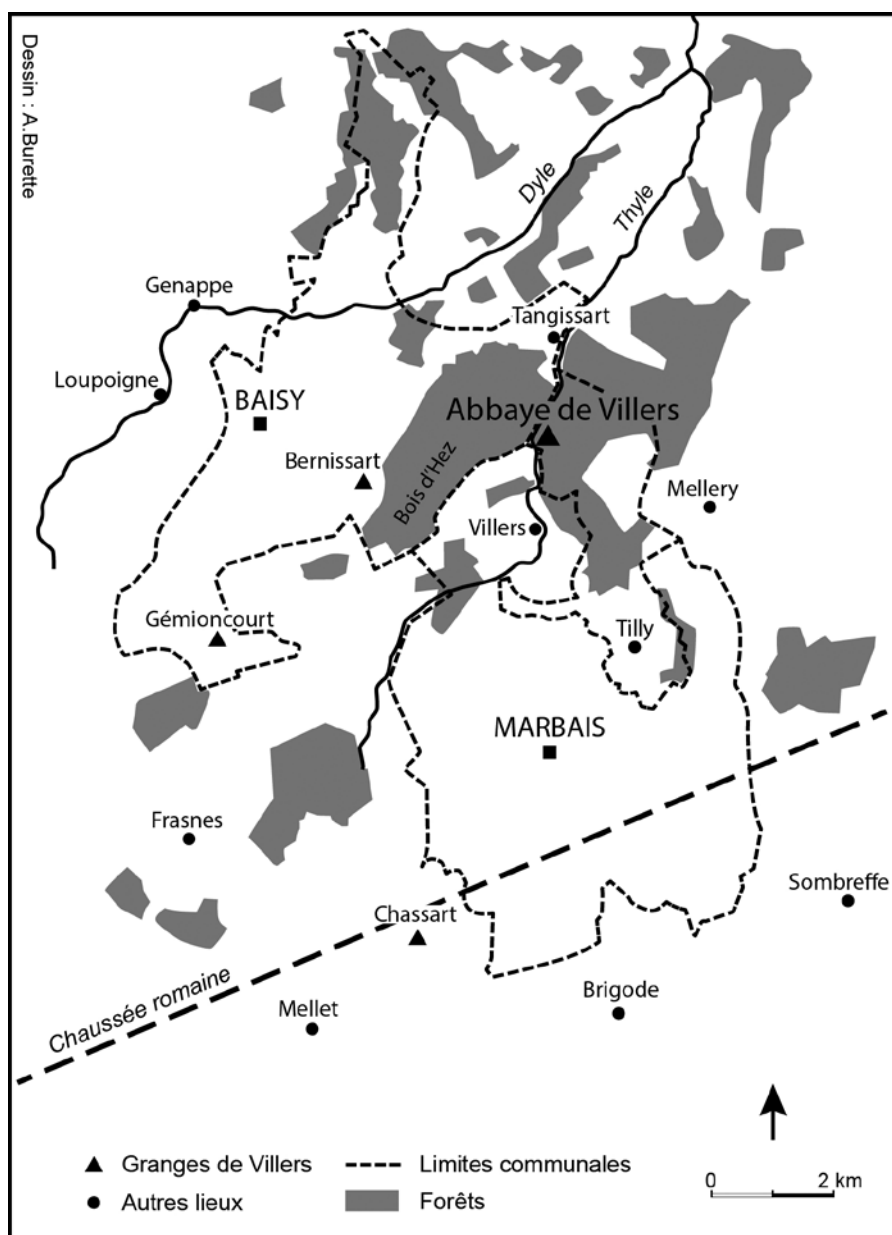 Dessin : A.Burette
Dyle
Thyle
Genappe
Tangissart
Loupoigne
BAISY
Abbaye de Villers
Bernissart
Bois d'Hez
Mellery
Villers
Gémioncourt
Tilly
MARBAIS
Frasnes
Sombreffe
Chassart
Chaussée romaine
Brigode
Mellet
Granges de Villers
Limites communales
0 2 km
Autres lieux
Forêts